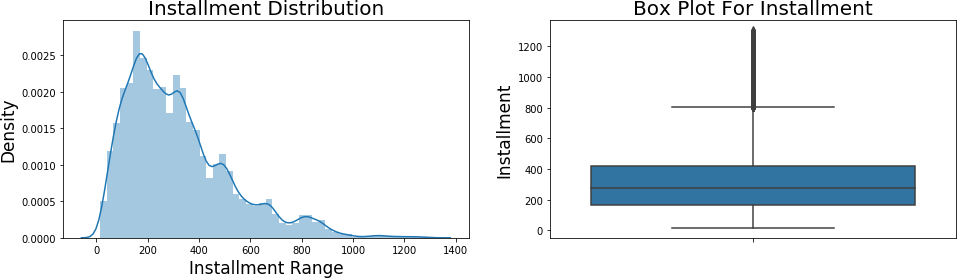 Installment Distribution
Density
0.0025
0.0020
0.0015
0.0010
0.0005
0.0000
0 200 400 600 800 1000 1200 1400
Installment Range
Box Plot For Installment
Installment
1200
1000
800
600
400
200
0